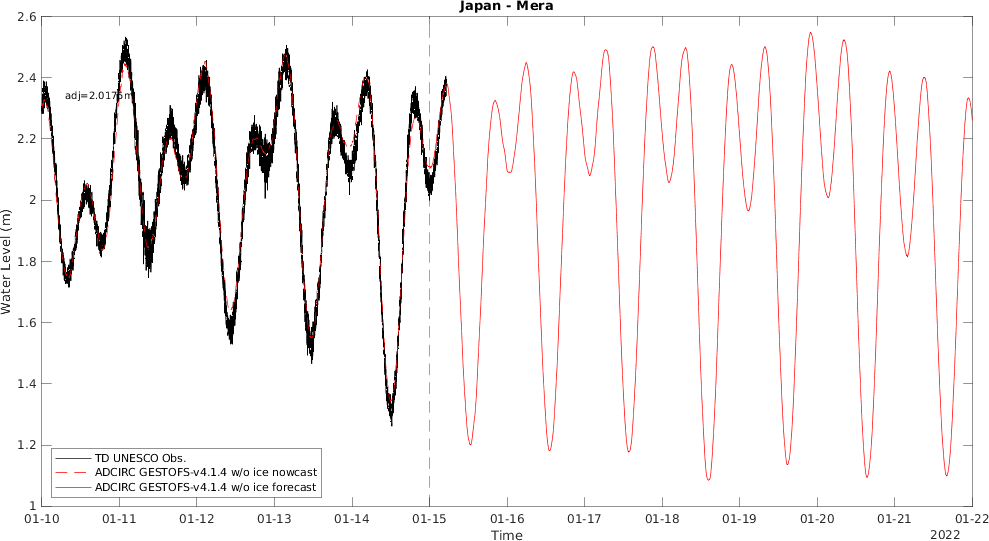 Japan - Mera
2.6
2.4
2.2
2
1.8
1.6
1.4
1.2
1
Water Level (m)
adj=2.0176m
TD UNESCO Obs.
ADCIRC GESTOFS-v4.1.4 w/o ice nowcast
ADCIRC GESTOFS-v4.1.4 w/o ice forecast
01-10 01-11 01-12 01-13 01-14 01-15 01-16 01-17 01-18 01-19 01-20 01-21 01-22
Time
2022